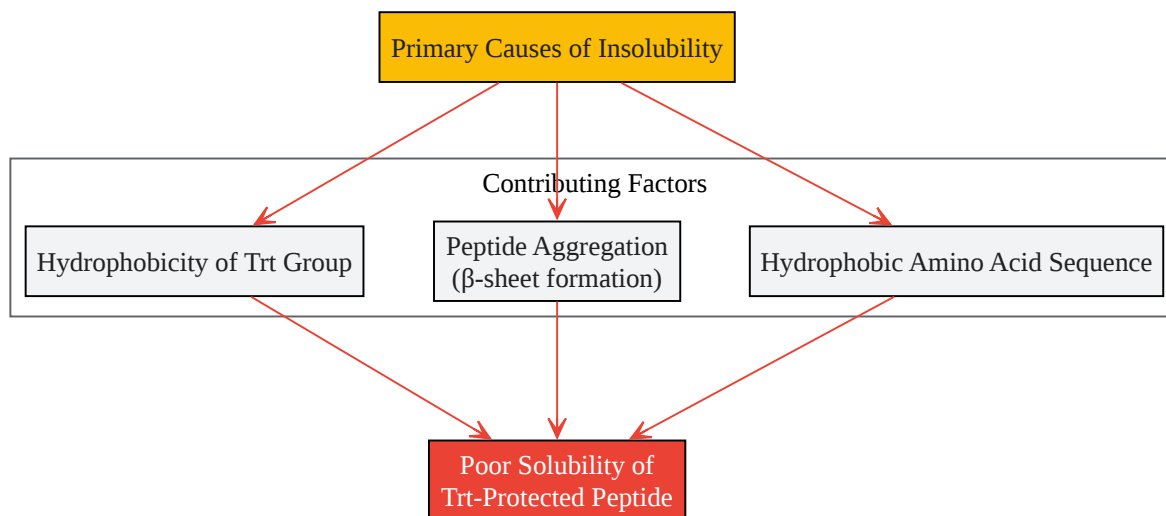 Primary Causes of Insolubility
Contributing Factors
Hydrophobicity of Trt Group
Peptide Aggregation
(β-sheet formation)
Hydrophobic Amino Acid Sequence
Poor Solubility of
Trt-Protected Peptide